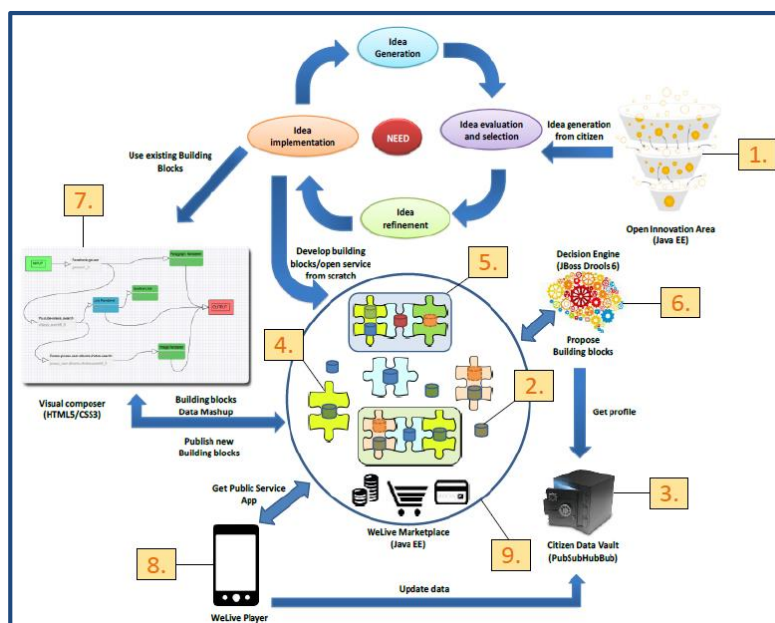 Idea
Generation
Idea
implementation
NEED
Idea evaluation
and selection
Idea generation
from citizen
1.
Use existing Building
Blocks
Idea
refinement
Open Innovation Area
(Java EE)
7.
Develop building
blocks/open service
from scratch
Decision Engine
(JBoss Drools6)
5.
6.
INPUT
OUTPUT
4.
Propose
Building blocks
2.
Visual composer
(HTML5/CSS3)
Building blocks
Data Mashup
Publish new
Building blocks
Get profile
3.
Get Public Service
App
WeLive Marketplace
(Java EE)
9.
Citizen Data Vault
(PubSubHubBub)
8.
Update data
WeLive Player